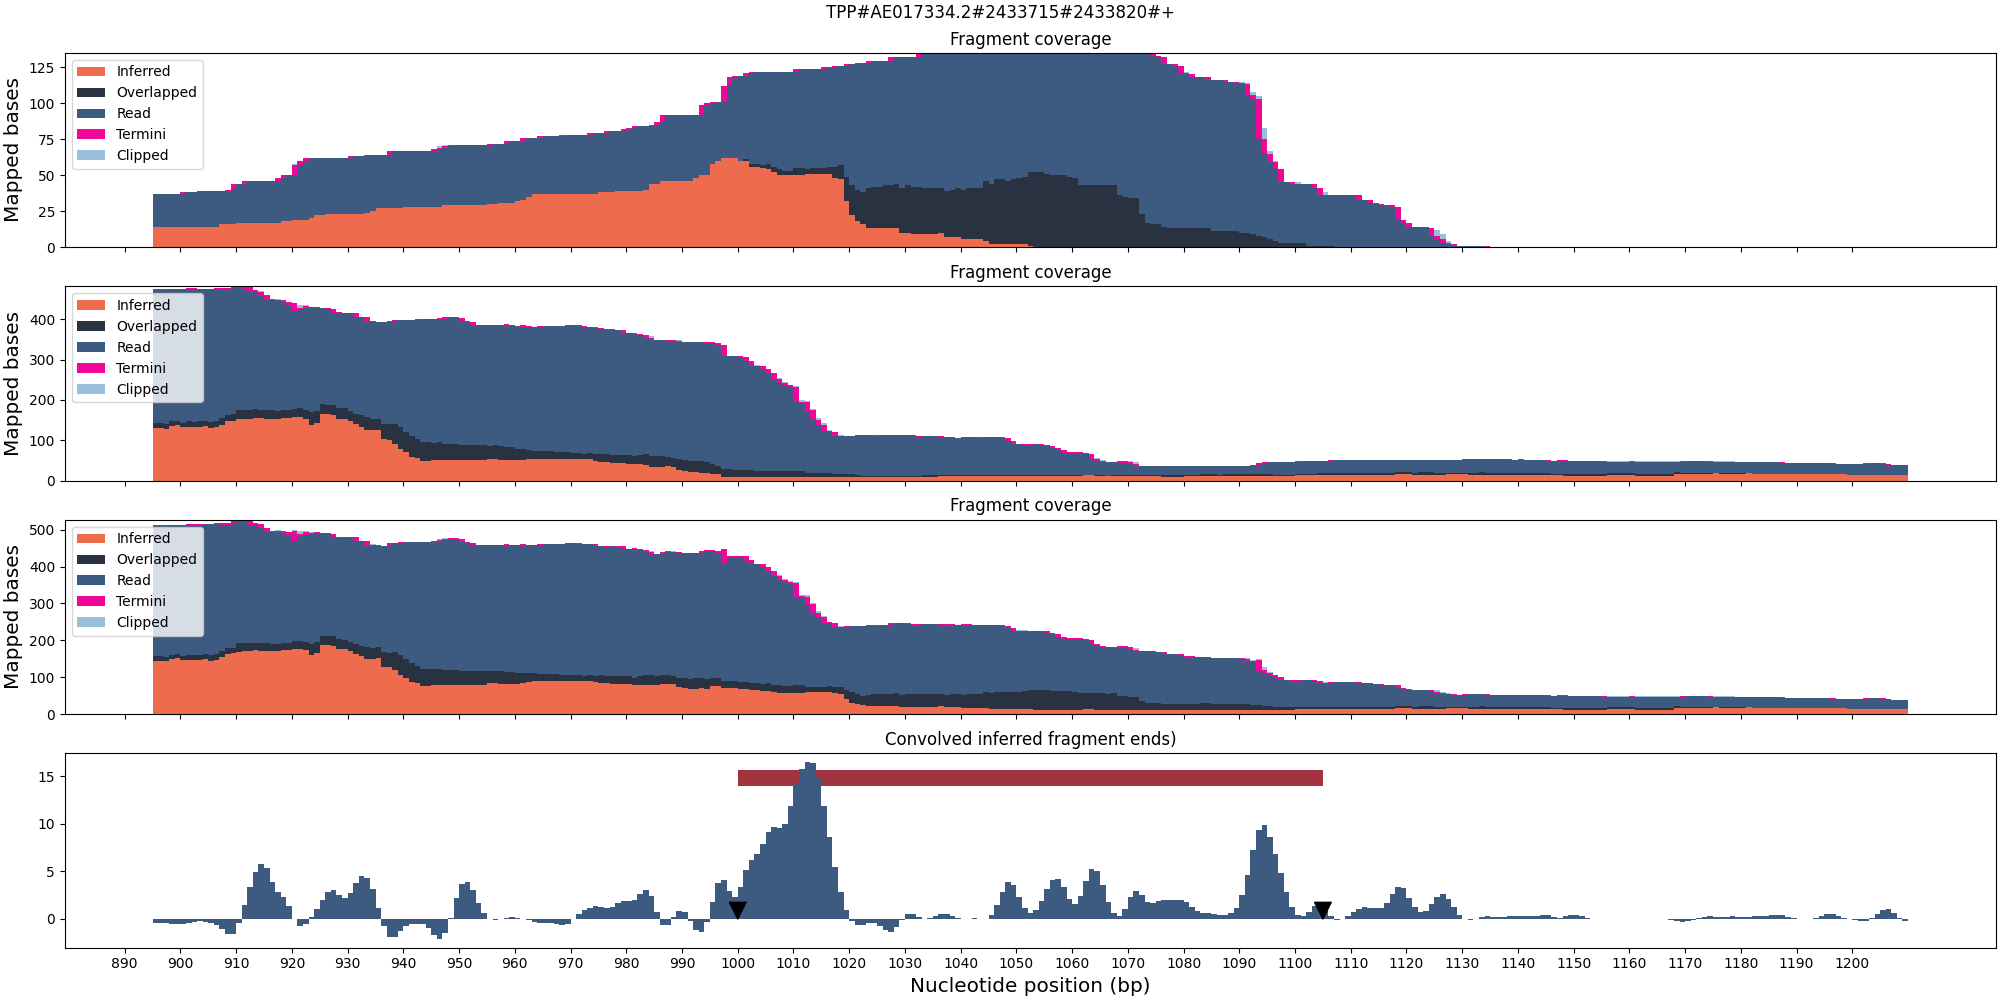 TPP#AE017334.2#2433715#2433820#+
Fragment coverage
Mapped bases
125
100
75
50
25
0
Inferred
Overlapped
Read
Termini
Clipped
Fragment coverage
Mapped bases
400
300
200
100
0
Inferred
Overlapped
Read
Termini
Clipped
Fragment coverage
Mapped bases
500
400
300
200
100
0
Inferred
Overlapped
Read
Termini
Clipped
Convolved inferred fragment ends)
15
10
5
0
890 900 910 920 930 940 950 960 970 980 990 1000 1010 1020 1030 1040 1050 1060 1070 1080 1090 1100 1110 1120 1130 1140 1150 1160 1170 1180 1190 1200
Nucleotide position (bp)